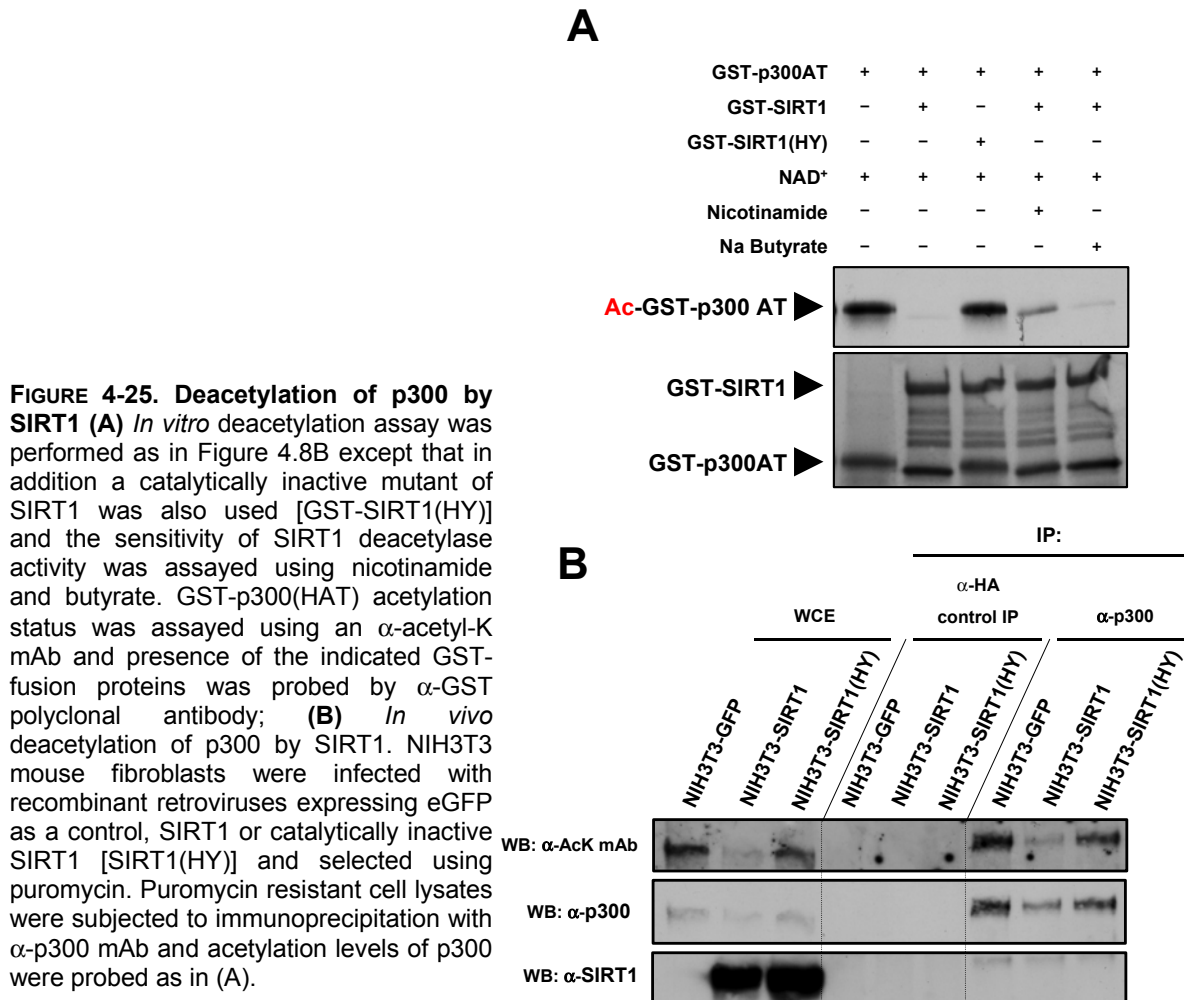 A
GST-p300AT + + + + +
GST-SIRT1 – + – + +
GST-SIRT1(HY) – – + – –
NAD+ + + + + +
Nicotinamide – – – + –
Na Butyrate – – – – +
Ac-GST-p300 AT
GST-SIRT1
GST-p300AT
FIGURE 4-25. Deacetylation of p300 by
SIRT1 (A) In vitro deacetylation assay was
performed as in Figure 4.8B except that in
addition a catalytically inactive mutant of
SIRT1 was also used [GST-SIRT1(HY)]
and the sensitivity of SIRT1 deacetylase
activity was assayed using nicotinamide
and butyrate. GST-p300(HAT) acetylation
status was assayed using an α-acetyl-K
mAb and presence of the indicated GST-
fusion proteins was probed by α-GST
polyclonal antibody; (B) In vivo
deacetylation of p300 by SIRT1. NIH3T3
mouse fibroblasts were infected with
recombinant retroviruses expressing eGFP
as a control, SIRT1 or catalytically inactive
SIRT1 [SIRT1(HY)] and selected using
puromycin. Puromycin resistant cell lysates
were subjected to immunoprecipitation with
α-p300 mAb and acetylation levels of p300
were probed as in (A).
B
IP:
α-HA
WCE control IP α-p300
NIH3T3-GFP NIH3T3-SIRT1 NIH3T3-SIRT1(HY) NIH3T3-GFP NIH3T3-SIRT1 NIH3T3-SIRT1(HY) NIH3T3-GFP NIH3T3-SIRT1 NIH3T3-SIRT1(HY)
WB: α-AcK mAb
WB: α-p300
WB: α-SIRT1